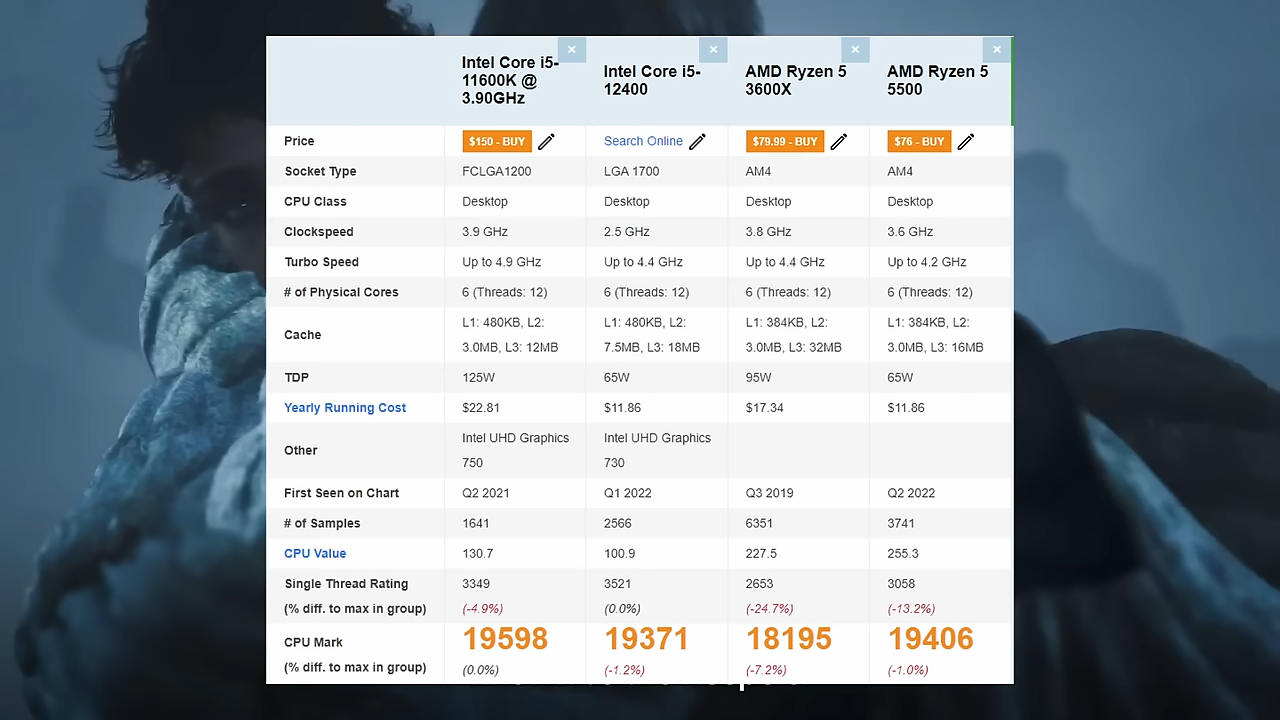 Intel Core i5-
11600K @
3.90GHz
Intel Core i5-
12400
AMD Ryzen 5
3600X
AMD Ryzen 5
5500
Price
$150 - BUY
Search Online
$79.99 - BUY
$76 - BUY
Socket Type
FCLGA1200
LGA 1700
AM4
AM4
CPU Class
Desktop
Desktop
Desktop
Desktop
Clockspeed
3.9 GHz
2.5 GHz
3.8 GHz
3.6 GHz
Turbo Speed
Up to 4.9 GHz
Up to 4.4 GHz
Up to 4.4 GHz
Up to 4.2 GHz
# of Physical Cores
6 (Threads: 12)
6 (Threads: 12)
6 (Threads: 12)
6 (Threads: 12)
Cache
L1: 480KB, L2:
3.0MB, L3: 12MB
L1: 480KB, L2:
7.5MB, L3: 18MB
L1: 384KB, L2:
3.0MB, L3: 32MB
L1: 384KB, L2:
3.0MB, L3: 16MB
TDP
125W
65W
95W
65W
Yearly Running Cost
$22.81
$11.86
$17.34
$11.86
Other
Intel UHD Graphics
750
Intel UHD Graphics
730
First Seen on Chart
Q2 2021
Q1 2022
Q3 2019
Q2 2022
# of Samples
1641
2566
6351
3741
CPU Value
130.7
100.9
227.5
255.3
Single Thread Rating
(% diff. to max in group)
3349
(-4.9%)
3521
(0.0%)
2653
(-24.7%)
3058
(-13.2%)
CPU Mark
(% diff. to max in group)
19598
(0.0%)
19371
(-1.2%)
18195
(-7.2%)
19406
(-1.0%)